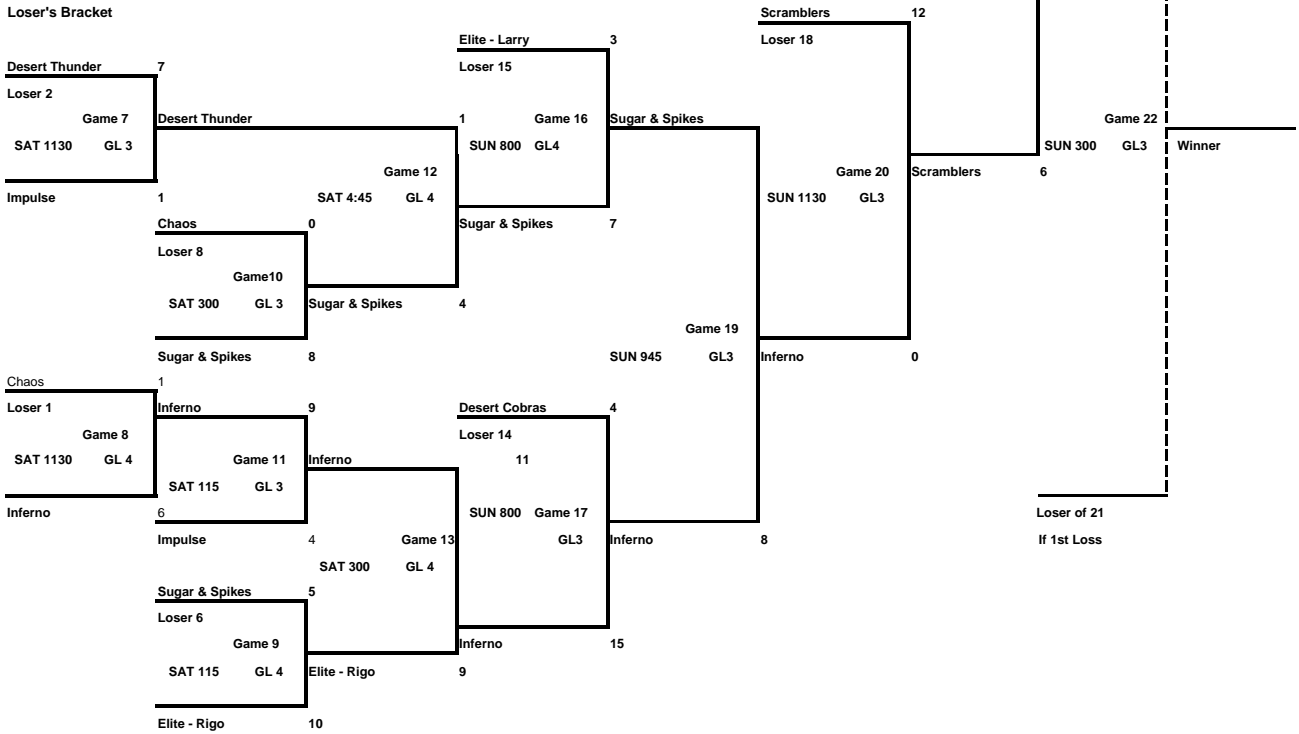 Loser's Bracket
Scramblers 12
Elite - Larry 3 Loser 18
Desert Thunder 7 Loser 15
Loser 2
Game 7 Desert Thunder 1 Game 16 Sugar & Spikes Game 22
SAT 1130 GL 3 SUN 800 GL4 SUN 300 GL3 Winner
Game 12 Game 20 Scramblers 6
Impulse 1 SAT 4:45 GL 4 SUN 1130 GL3
Chaos 0 Sugar & Spikes 7
Loser 8
Game10
SAT 300 GL 3 Sugar & Spikes 4
Game 19
Sugar & Spikes 8 SUN 945 GL3 Inferno 0
Chaos 1
Loser 1 Inferno 9 Desert Cobras 4
Game 8 Loser 14
SAT 1130 GL 4 Game 11 Inferno 11
SAT 115 GL 3
Inferno 6 SUN 800 Game 17 Loser of 21
Impulse 4 Game 13 GL3 Inferno 8 If 1st Loss
SAT 300 GL 4
Sugar & Spikes 5
Loser 6
Game 9 Inferno 15
SAT 115 GL 4 Elite - Rigo 9
Elite - Rigo 10